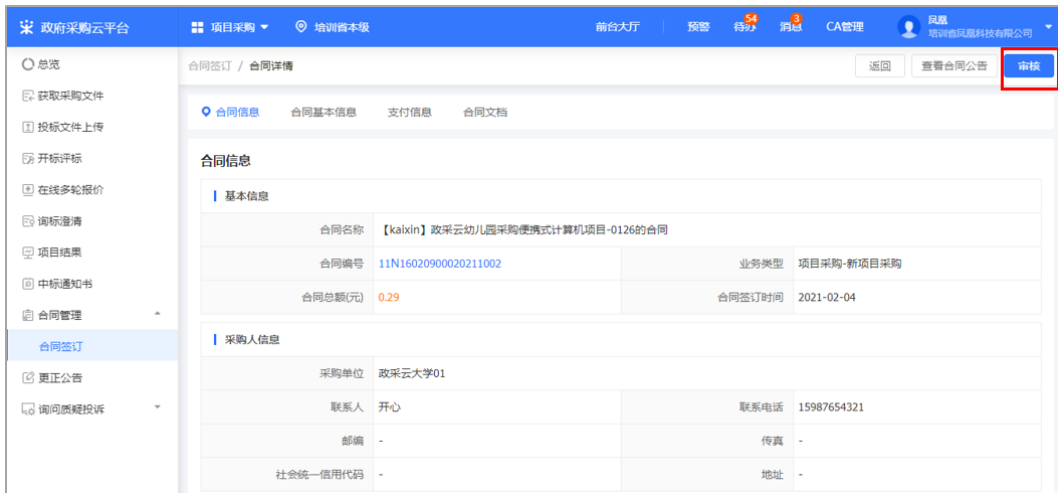 政府采购云平台 项目采购 培训省本级 前台大厅 预警 待办 54 消息 3 CA管理 凤凰
培训省凤凰科技有限公司
总览
获取采购文件
投标文件上传
开标评标
在线多轮报价
询标澄清
项目结果
中标通知书
合同管理
合同签订
更正公告
询问质疑投诉
合同签订 / 合同详情 返回 查看合同公告 审核
合同信息 合同基本信息 支付信息 合同文档
合同信息
基本信息
合同名称 【kaixin】政采云幼儿园采购便携式计算机项目-0126的合同
合同编号 11N16020900020211002 业务类型 项目采购-新项目采购
合同总额(元) 0.29 合同签订时间 2021-02-04
采购人信息
采购单位 政采云大学01
联系人 开心 联系电话 15987654321
邮编 - 传真 -
社会统一信用代码 - 地址 -